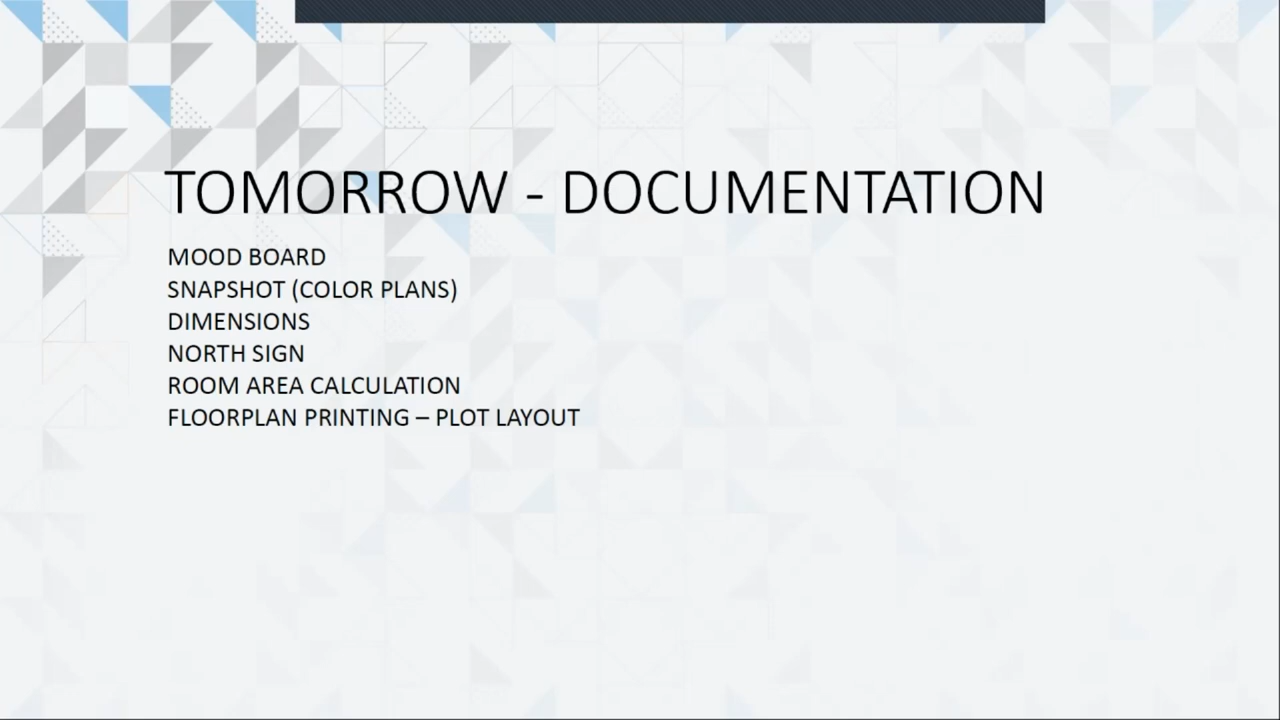 TOMORROW - DOCUMENTATION
MOOD BOARD
SNAPSHOT (COLOR PLANS)
DIMENSIONS
NORTH SIGN
ROOM AREA CALCULATION
FLOORPLAN PRINTING – PLOT LAYOUT